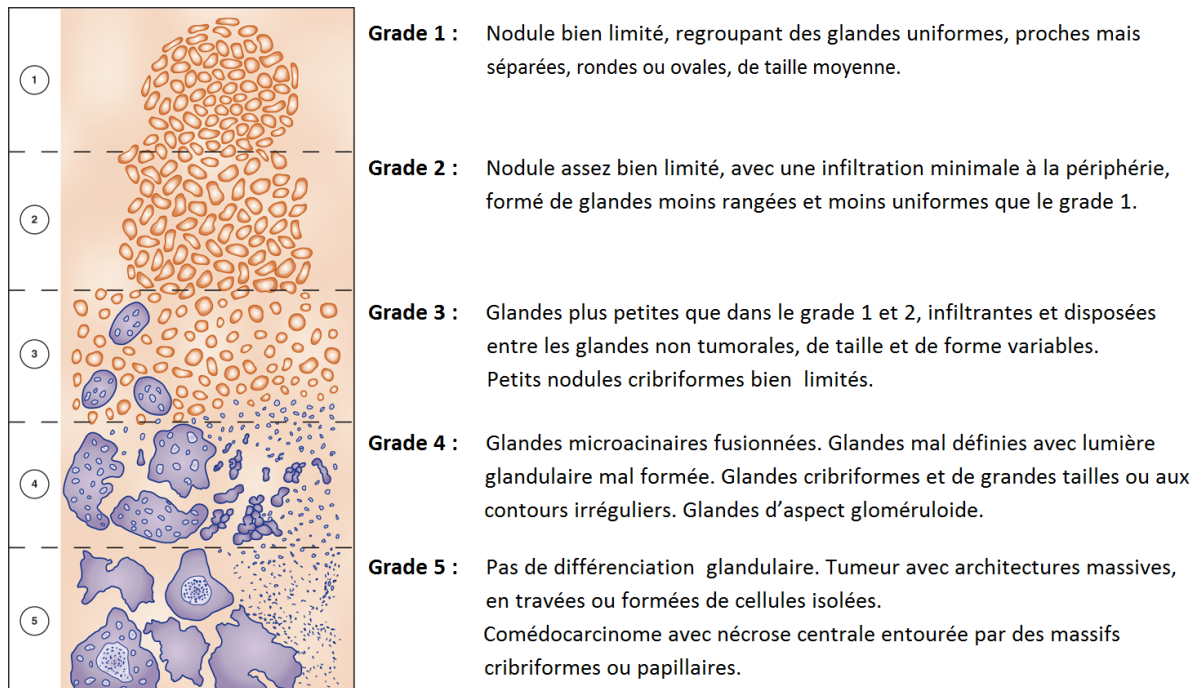 1
Grade 1 : Nodule bien limité, regroupant des glandes uniformes, proches mais
séparées, rondes ou ovales, de taille moyenne.
2
Grade 2 : Nodule assez bien limité, avec une infiltration minimale à la périphérie,
formé de glandes moins rangées et moins uniformes que le grade 1.
3
Grade 3 : Glandes plus petites que dans le grade 1 et 2, infiltrantes et disposées
entre les glandes non tumorales, de taille et de forme variables.
Petits nodules cribriformes bien limités.
4
Grade 4 : Glandes microacinaires fusionnées. Glandes mal définies avec lumière
glandulaire mal formée. Glandes cribriformes et de grandes tailles ou aux
contours irréguliers. Glandes d’aspect gloméruloide.
5
Grade 5 : Pas de différenciation glandulaire. Tumeur avec architectures massives,
en travées ou formées de cellules isolées.
Comédocarcinome avec nécrose centrale entourée par des massifs
cribriformes ou papillaires.